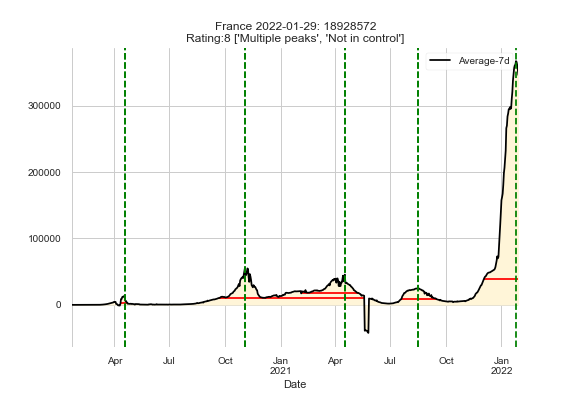 France 2022-01-29: 18928572
Rating:8 ['Multiple peaks', 'Not in control']
Average-7d
300000
200000
100000
0
Apr Jul Oct Jan Apr Jul Oct Jan
2021 2022
Date